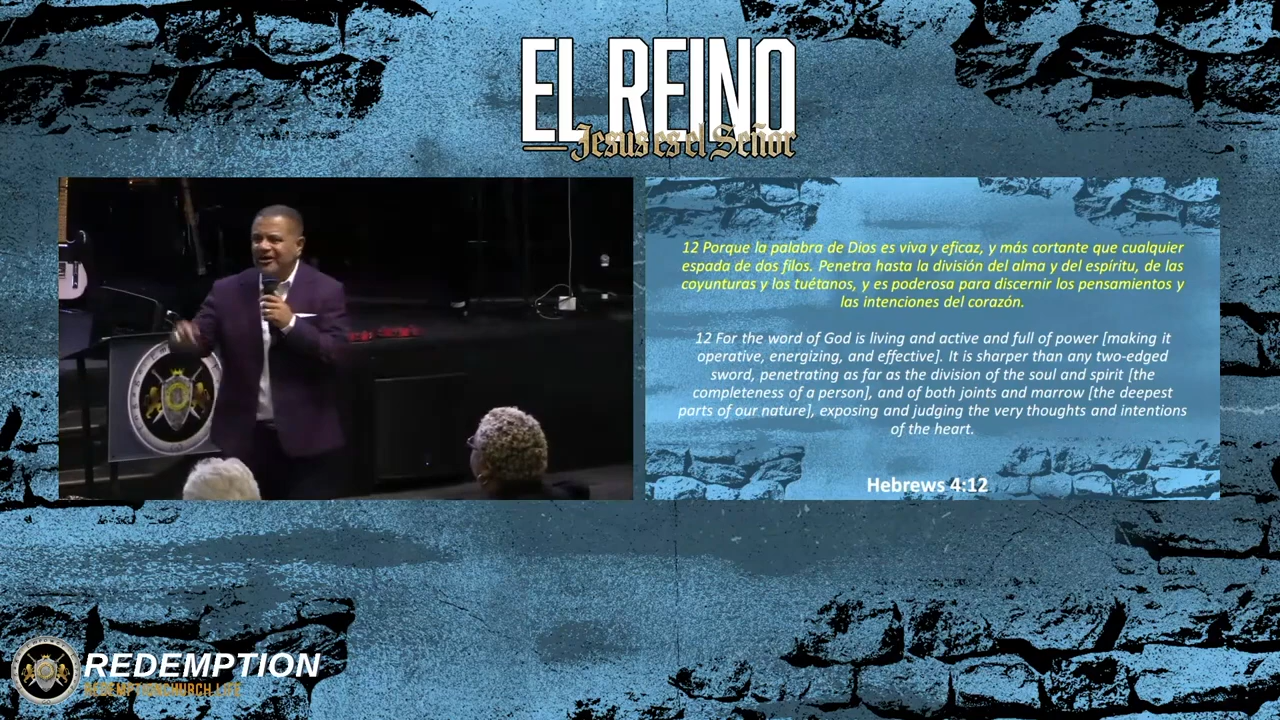 EL REINO
Jesus es el Señor
12 Porque la palabra de Dios es viva y eficaz, y más cortante que cualquier
espada de dos filos. Penetra hasta la división del alma y del espíritu, de las
coyunturas y los tuétanos, y es poderosa para discernir los pensamientos y
las intenciones del corazón.
12 For the word of God is living and active and full of power [making it
operative, energizing, and effective]. It is sharper than any two-edged
sword, penetrating as far as the division of the soul and spirit [the
completeness of a person], and of both joints and marrow [the deepest
parts of our nature], exposing and judging the very thoughts and intentions
of the heart.
Hebrews 4:12
REDEMPTION